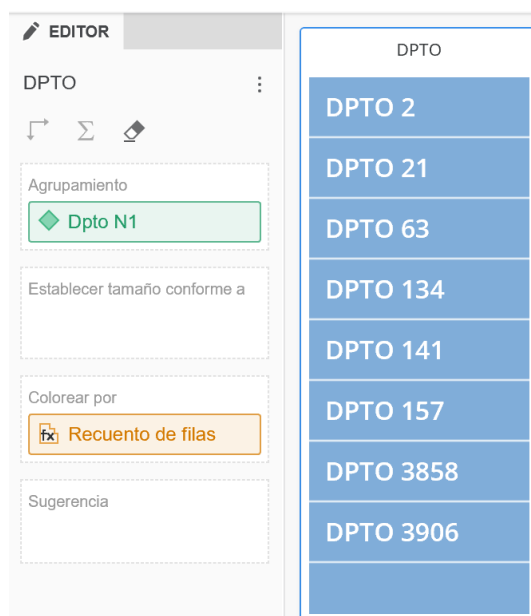 EDITOR
DPTO
Agrupamiento
Dpto N1
Establecer tamaño conforme a
Colorear por
fx Recuento de filas
Sugerencia
DPTO
DPTO 2
DPTO 21
DPTO 63
DPTO 134
DPTO 141
DPTO 157
DPTO 3858
DPTO 3906